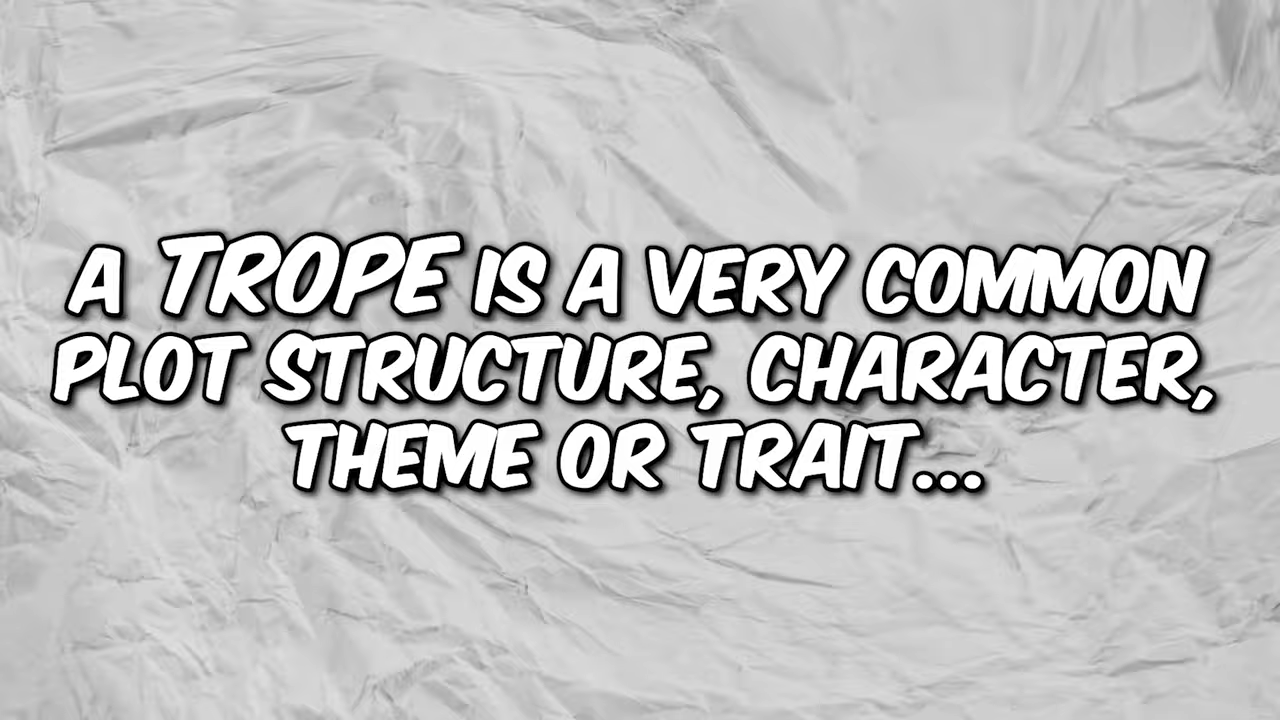 A TROPE IS A VERY COMMON
PLOT STRUCTURE, CHARACTER,
THEME OR TRAIT...